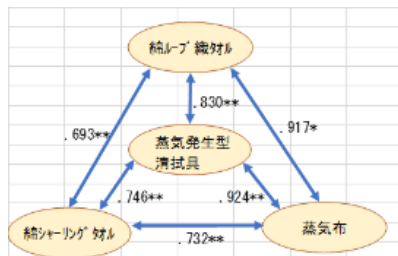 綿ループ織タオル
.830**
.693**
.917*
蒸気発生型
清拭具
.746**
.924**
綿シャーリングタオル
蒸気布
.732**